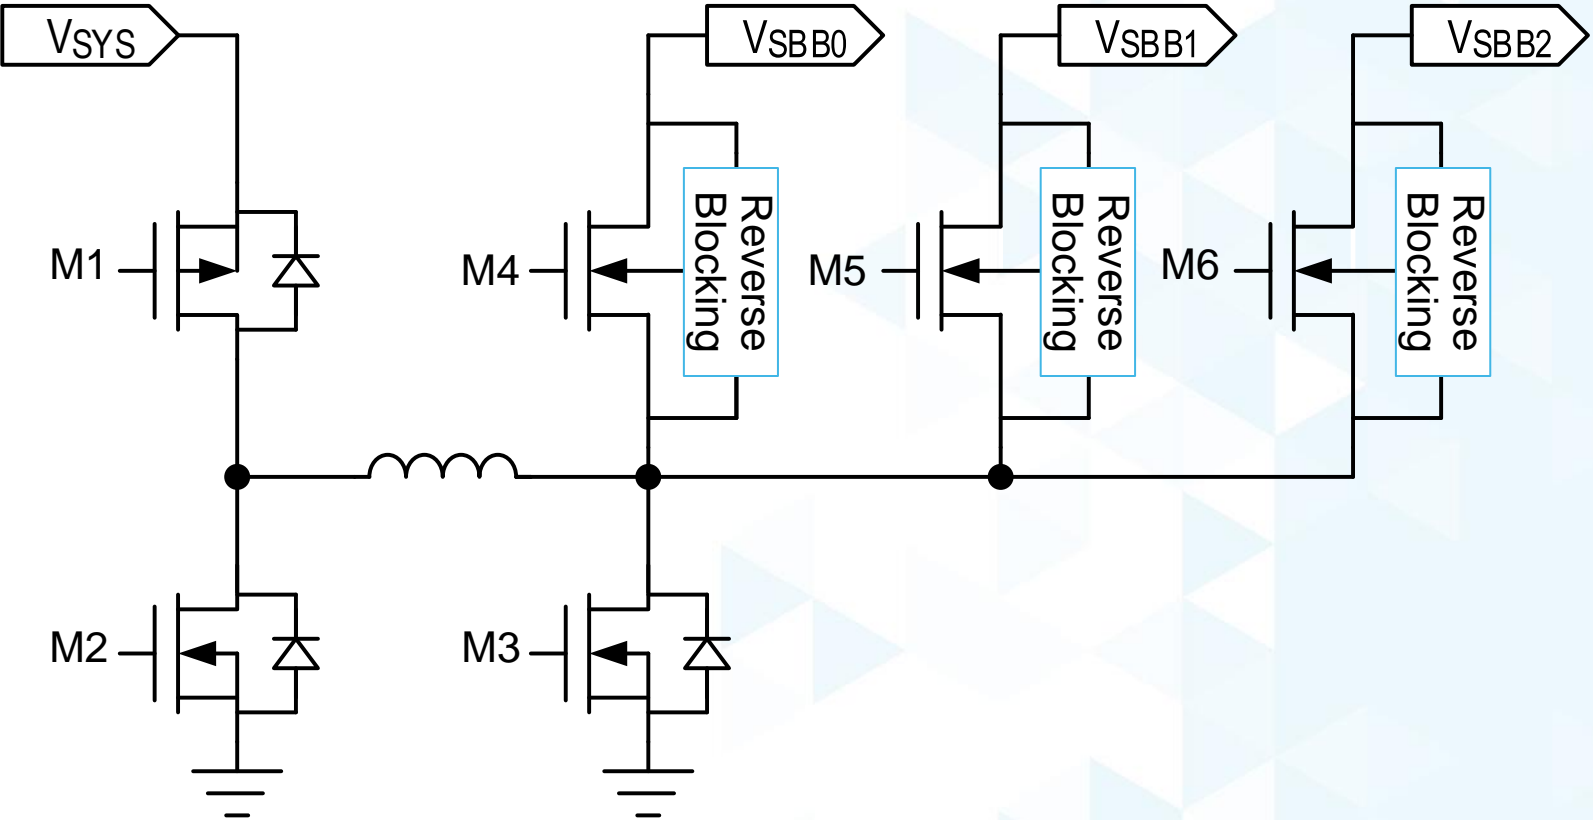 VSYS
VSBB0
VSBB1
VSBB2
M1
M4
Reverse
Blocking
M5
Reverse
Blocking
M6
Reverse
Blocking
M2
M3